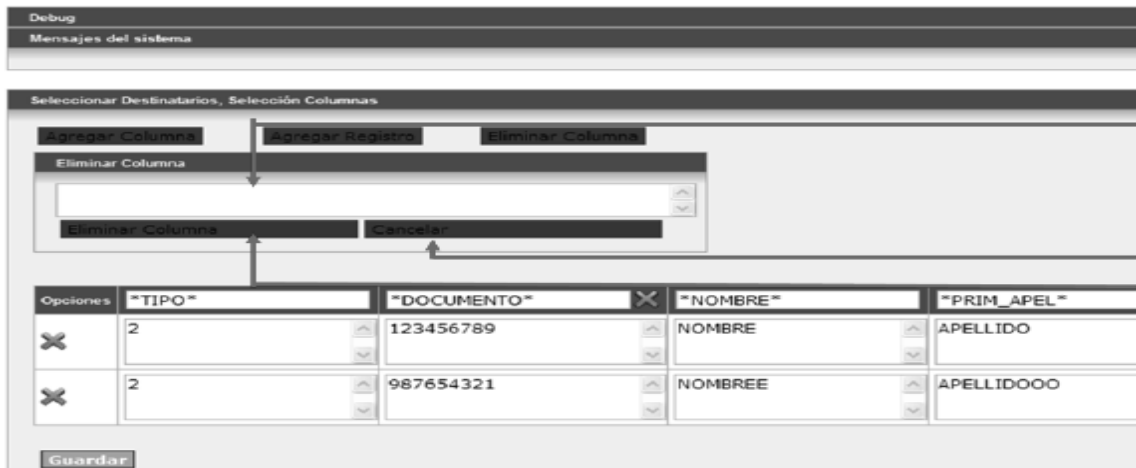 Debug
Mensajes del sistema
Seleccionar Destinatarios, Selección Columnas
Agregar Columna Agregar Registro Eliminar Columna
Eliminar Columna
Eliminar Columna Cancelar
Opciones *TIPO* *DOCUMENTO* *NOMBRE* *PRIM_APEL*
2 123456789 NOMBRE APELLIDO
2 987654321 NOMBREE APELLIDOOO
Guardar